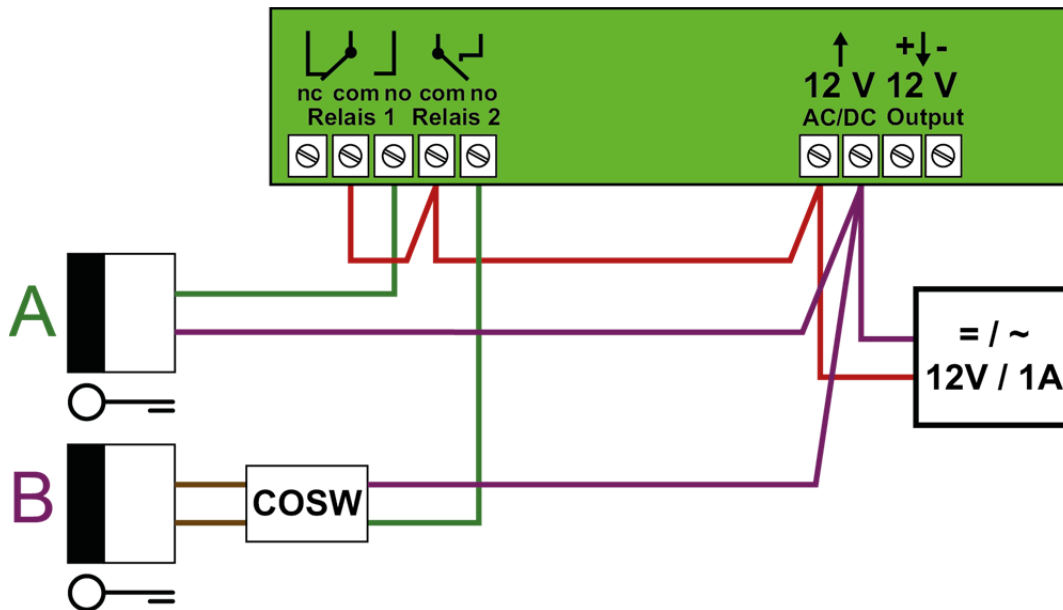 nc com no com no
Relais 1 Relais 2
+ -
12 V 12 V
AC/DC Output
A
= / ~
12V / 1A
B
COSW